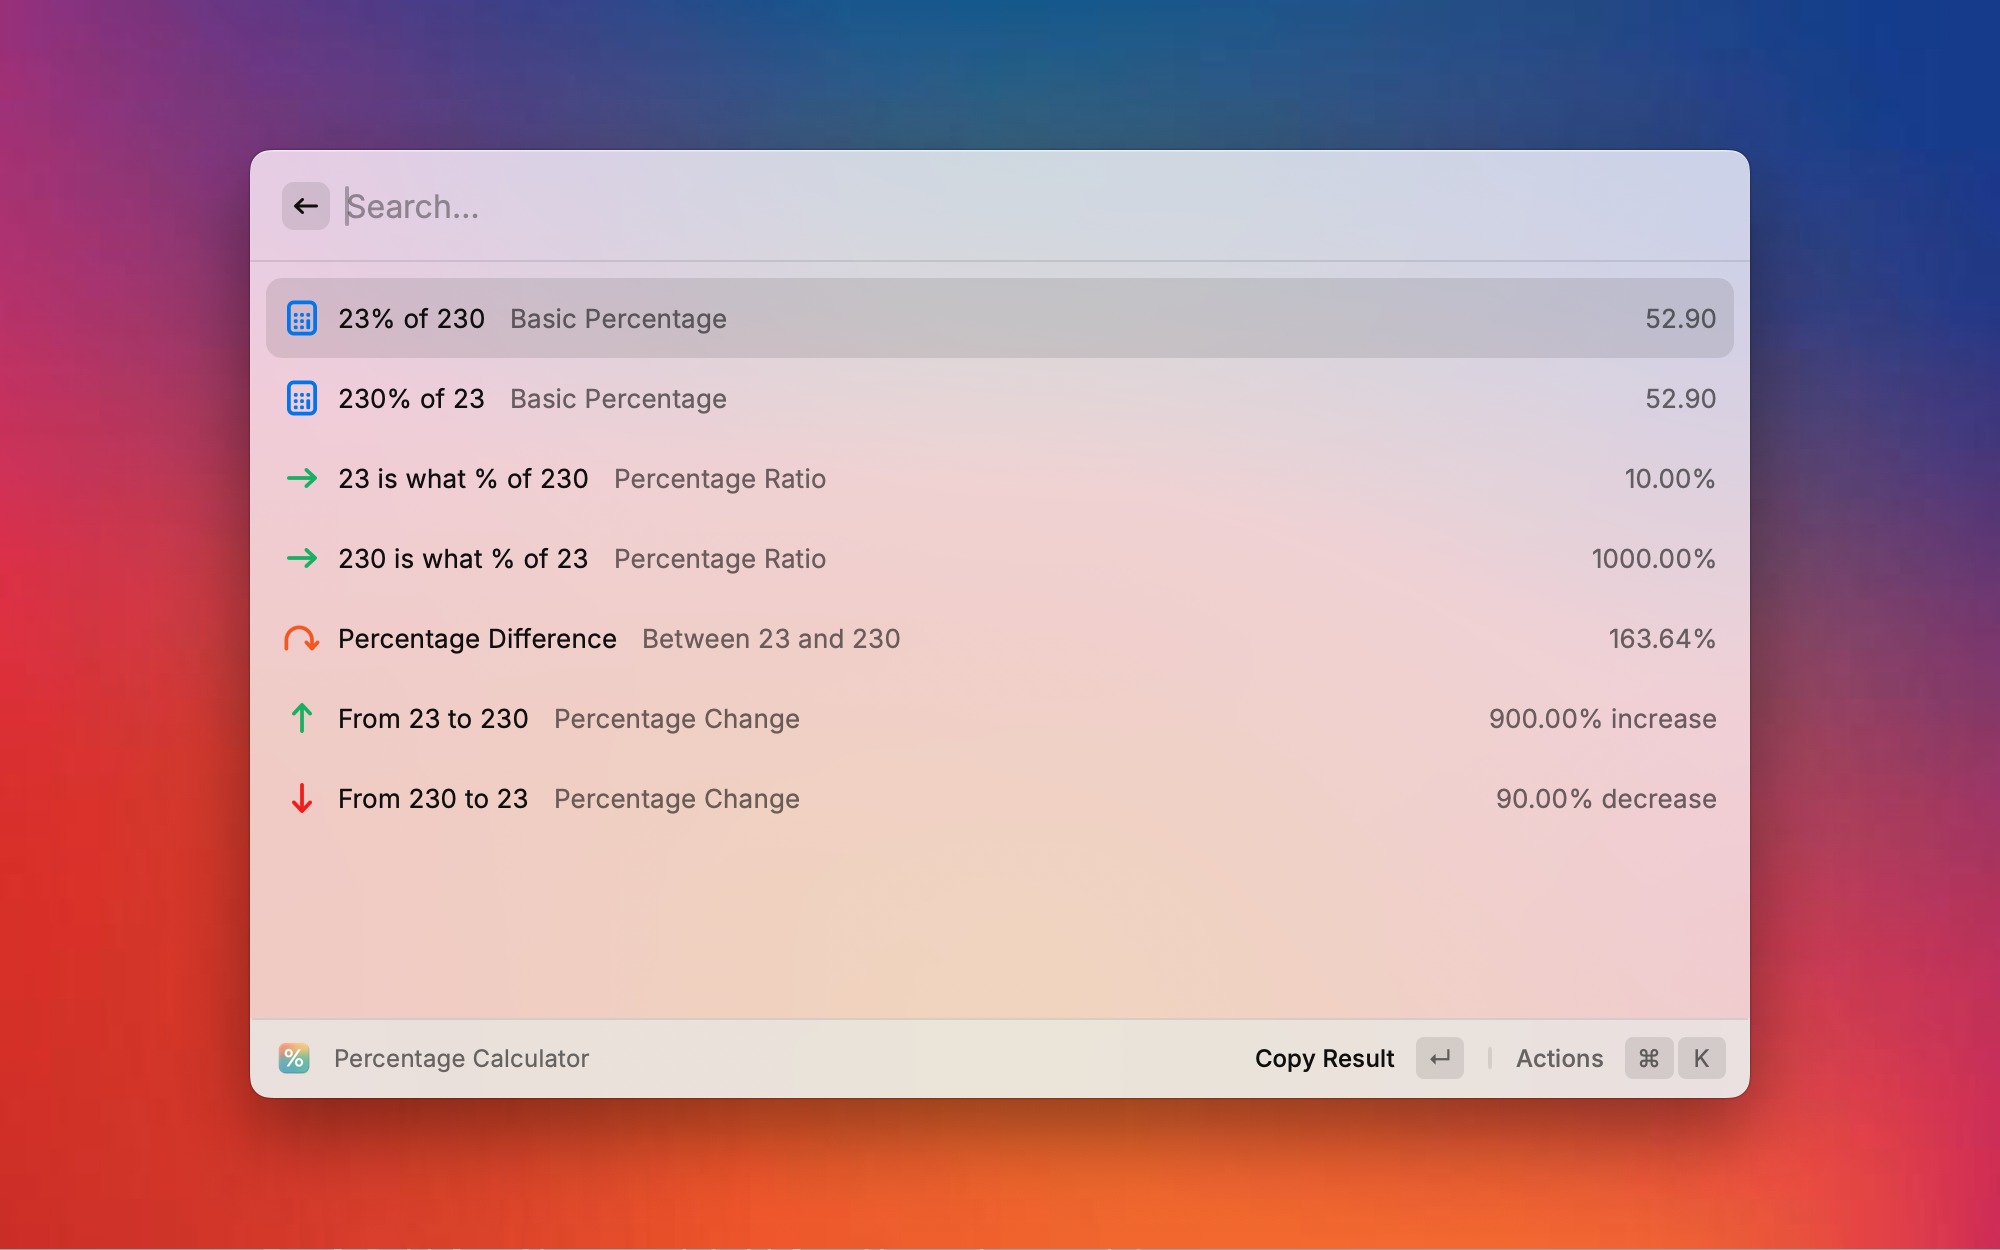 Search...
23% of 230 Basic Percentage 52.90
230% of 23 Basic Percentage 52.90
23 is what % of 230 Percentage Ratio 10.00%
230 is what % of 23 Percentage Ratio 1000.00%
Percentage Difference Between 23 and 230 163.64%
From 23 to 230 Percentage Change 900.00% increase
From 230 to 23 Percentage Change 90.00% decrease
% Percentage Calculator Copy Result ↵ Actions ⌘ K